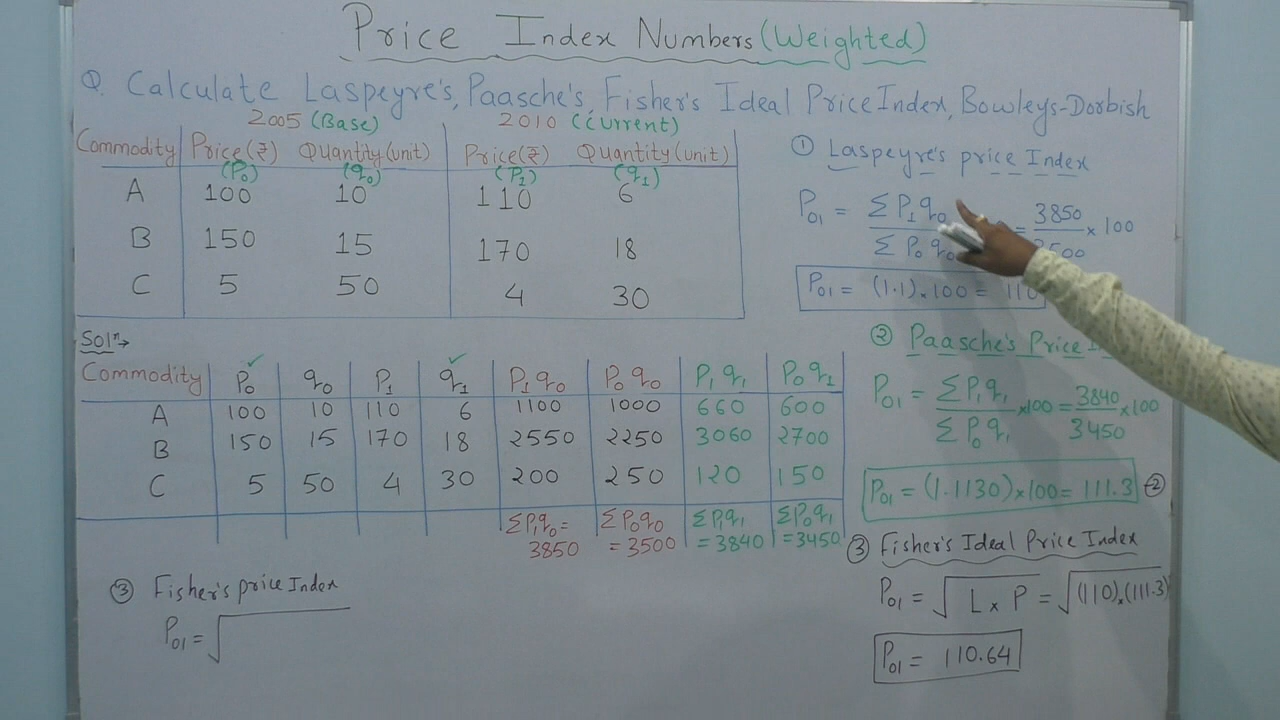 Price Index Numbers (Weighted)
Q. Calculate Laspeyre's, Paasche's, Fisher's Ideal Price Index, Bowleys-Dorbish
2005 (Base) 2010 (Current)
Commodity Price(₹) Quantity(unit) Price(₹) Quantity(unit)
(P₀) (q₀) (P₁) (q₁)
A 100 10 110 6
B 150 15 170 18
C 5 50 4 30
① Laspeyre's price Index
P₀₁ = ΣP₁q₀ = 3850 × 100
ΣP₀q₀
P₀₁ = (1.1)×100 = 110
Solⁿ→
Commodity P₀ q₀ P₁ q₁ P₁q₀ P₀q₀ P₁q₁ P₀q₁
A 100 10 110 6 1100 1000 660 600
B 150 15 170 18 2550 2250 3060 2700
C 5 50 4 30 200 250 120 150
ΣP₁q₀= ΣP₀q₀ ΣP₁q₁ ΣP₀q₁
3850 =3500 =3840 =3450
② Paasche's Price
P₀₁ = ΣP₁q₁ ×100 = 3840 ×100
ΣP₀q₁ 3450
P₀₁ = (1.1130)×100 = 111.3 —②
③ Fisher's Ideal Price Index
P₀₁ = √L × P = √(110)×(111.3)
P₀₁ = 110.64
③ Fisher's price Index
P₀₁ = √